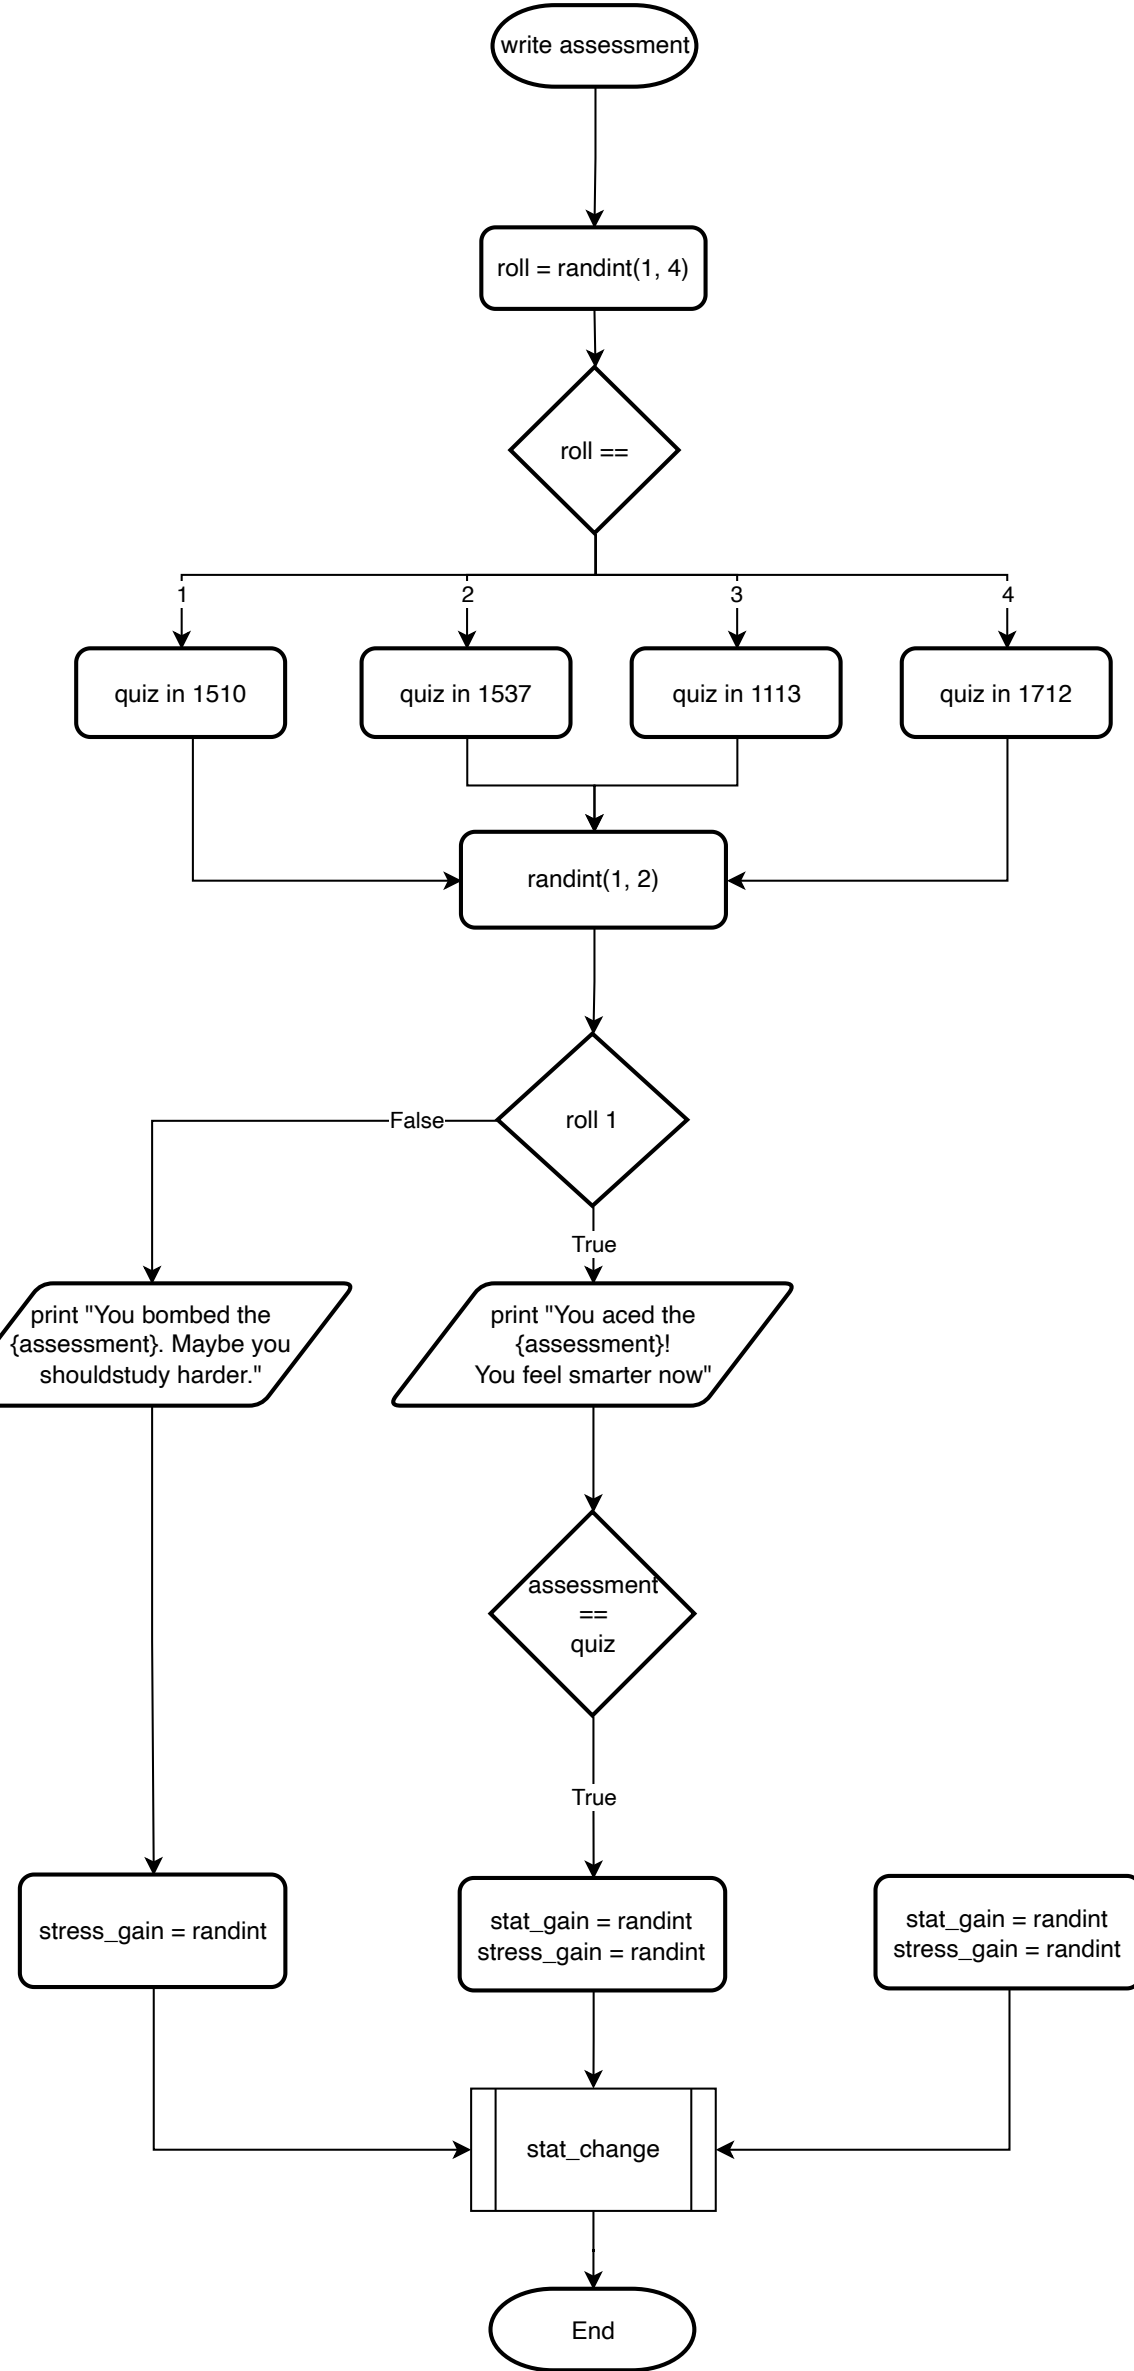 write assessment
roll = randint(1, 4)
roll ==
1
2
3
4
quiz in 1510
quiz in 1537
quiz in 1113
quiz in 1712
randint(1, 2)
roll 1
False
True
print "You bombed the
{assessment}. Maybe you
shouldstudy harder."
print "You aced the
{assessment}!
You feel smarter now"
assessment
==
quiz
True
stress_gain = randint
stat_gain = randint
stress_gain = randint
stat_gain = randint
stress_gain = randint
stat_change
End